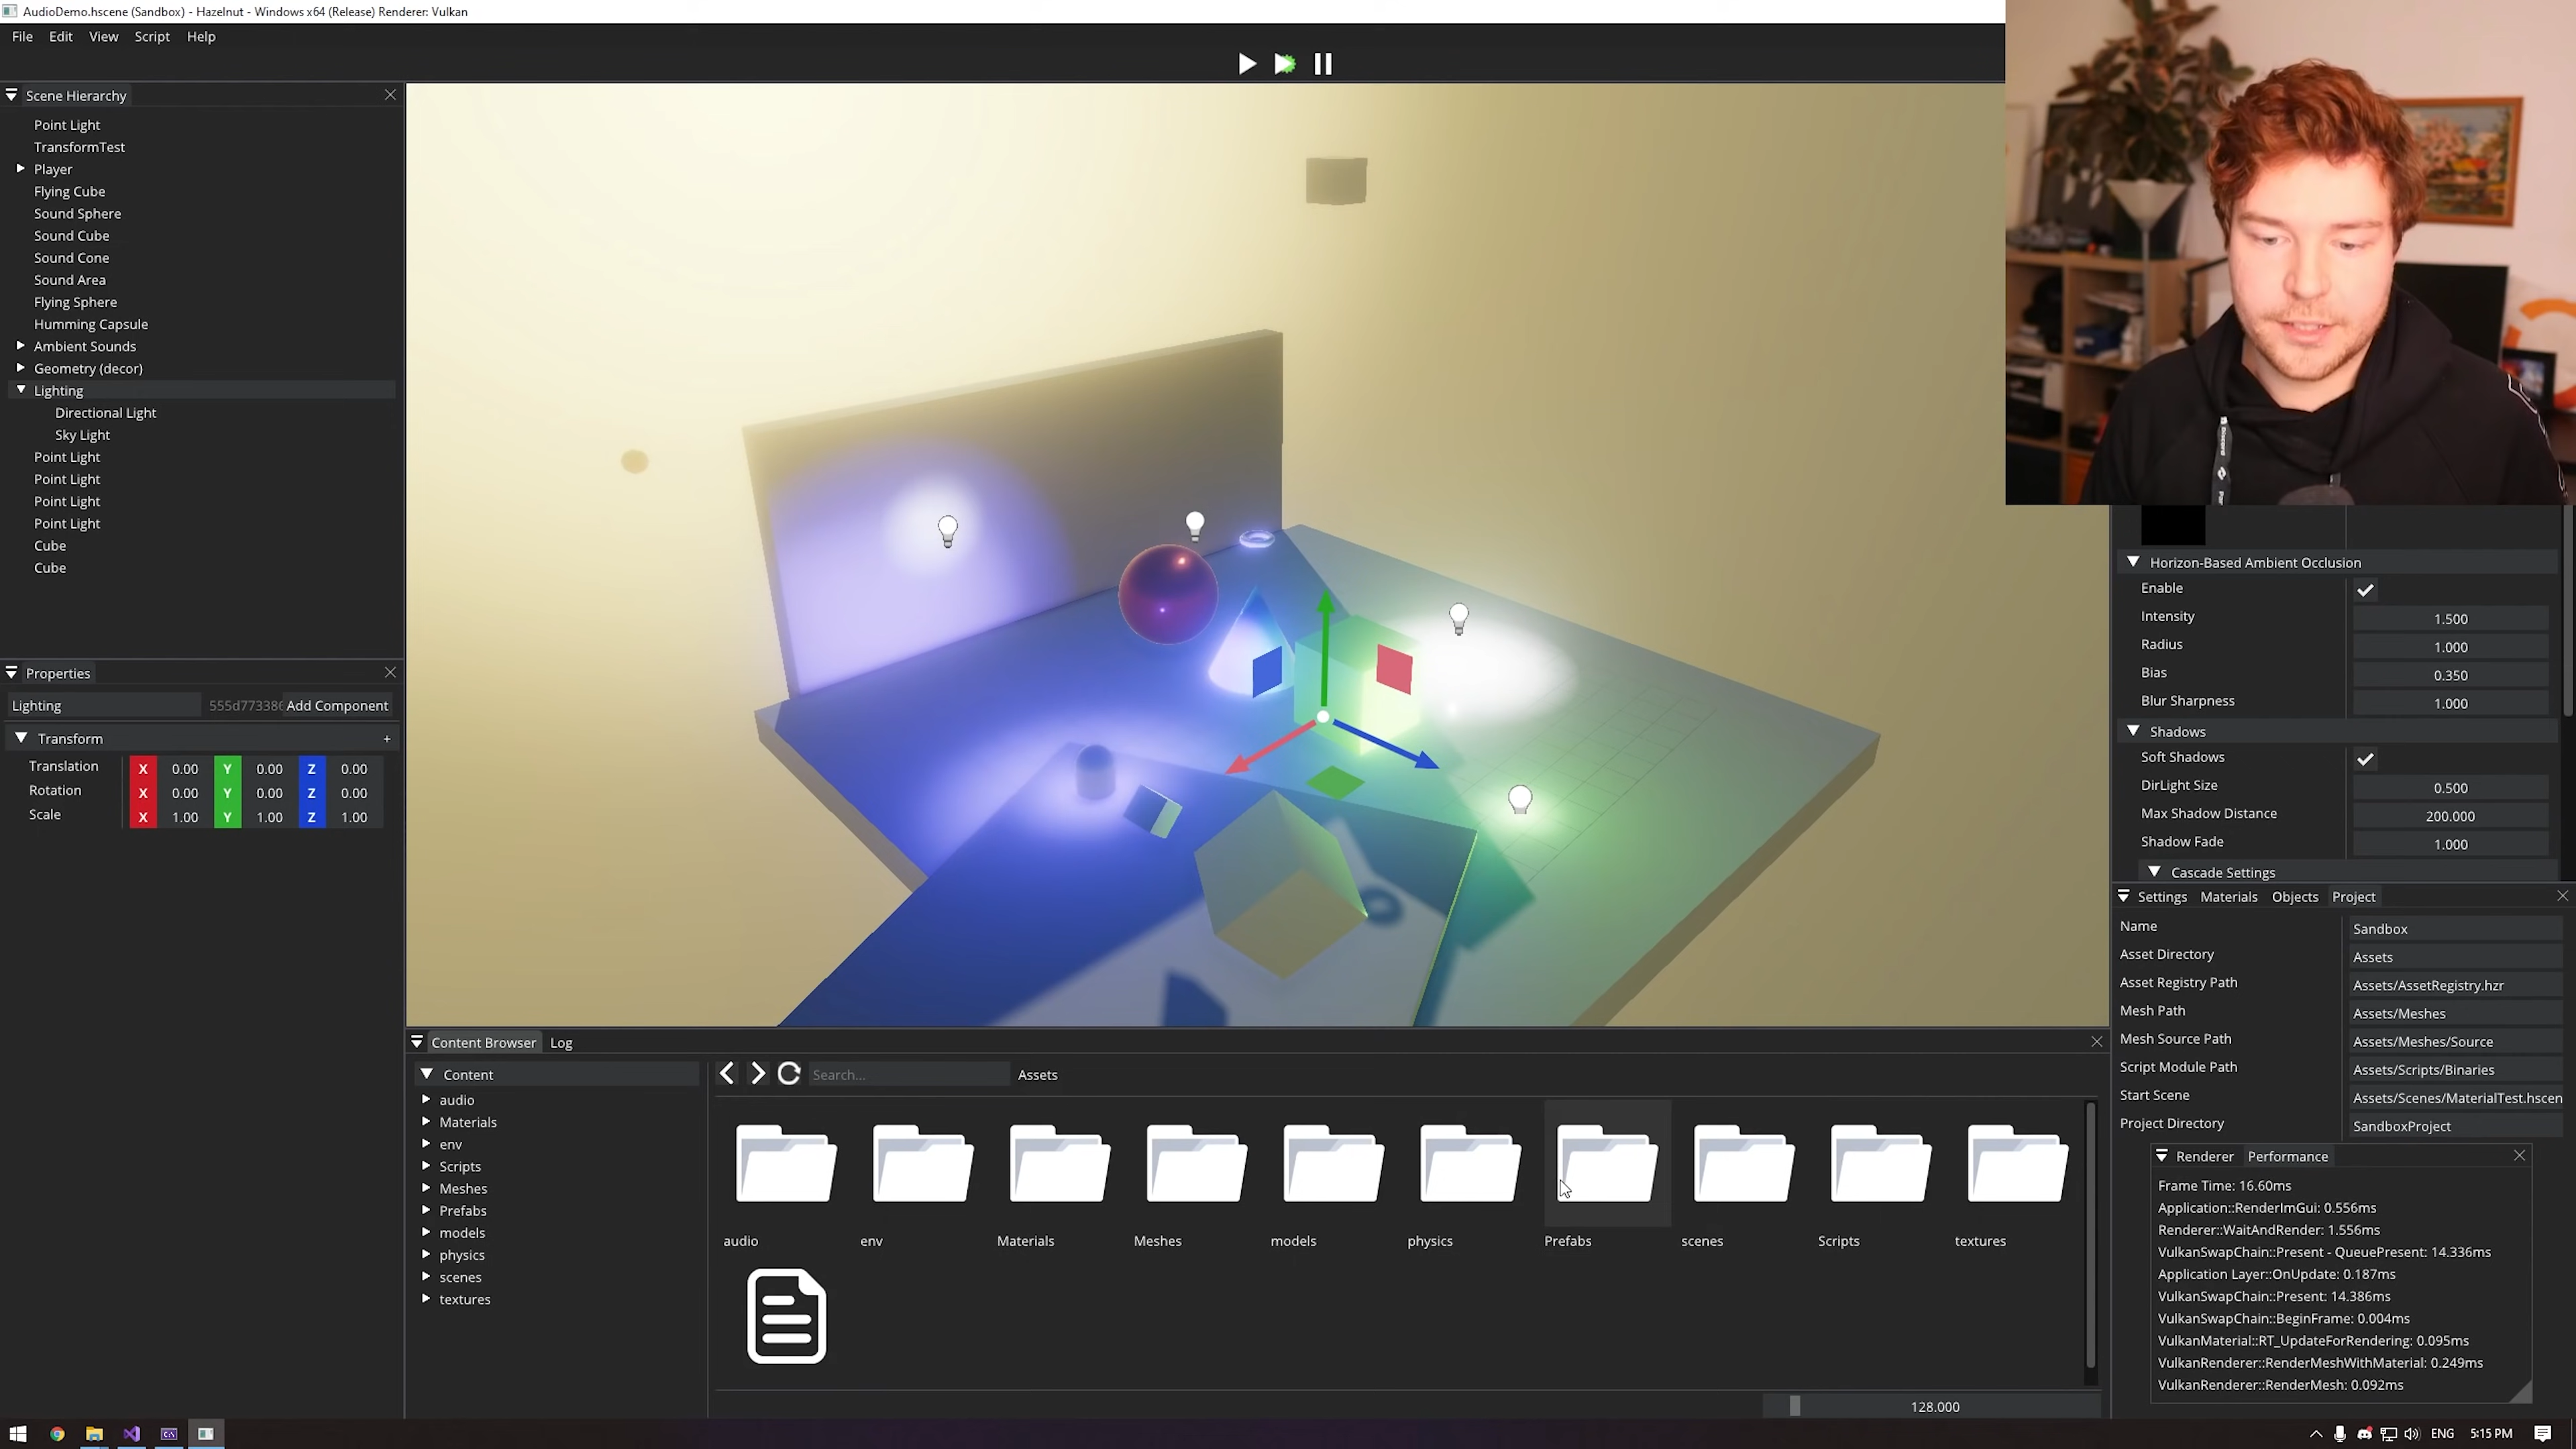 AudioDemo.hscene (Sandbox) - Hazelnut - Windows x64 (Release) Renderer: Vulkan
File Edit View Script Help
Scene Hierarchy
Point Light
TransformTest
Player
Flying Cube
Sound Sphere
Sound Cube
Sound Cone
Sound Area
Flying Sphere
Humming Capsule
Ambient Sounds
Geometry (decor)
Lighting
Directional Light
Sky Light
Point Light
Point Light
Point Light
Point Light
Cube
Cube
Properties
Lighting 555d77338 Add Component
Transform +
Translation X 0.00 Y 0.00 Z 0.00
Rotation X 0.00 Y 0.00 Z 0.00
Scale X 1.00 Y 1.00 Z 1.00
Horizon-Based Ambient Occlusion
Enable
Intensity 1.500
Radius 1.000
Bias 0.350
Blur Sharpness 1.000
Shadows
Soft Shadows
DirLight Size 0.500
Max Shadow Distance 200.000
Shadow Fade 1.000
Cascade Settings
Settings Materials Objects Project
Name Sandbox
Asset Directory Assets
Asset Registry Path Assets/AssetRegistry.hzr
Mesh Path Assets/Meshes
Mesh Source Path Assets/Meshes/Source
Script Module Path Assets/Scripts/Binaries
Start Scene Assets/Scenes/MaterialTest.hscen
Project Directory SandboxProject
Renderer Performance
Frame Time: 16.60ms
Application::RenderImGui: 0.556ms
Renderer::WaitAndRender: 1.556ms
VulkanSwapChain::Present - QueuePresent: 14.336ms
Application Layer::OnUpdate: 0.187ms
VulkanSwapChain::Present: 14.386ms
VulkanSwapChain::BeginFrame: 0.004ms
VulkanMaterial::RT_UpdateForRendering: 0.095ms
VulkanRenderer::RenderMeshWithMaterial: 0.249ms
VulkanRenderer::RenderMesh: 0.092ms
Content Browser Log
Content
audio
Materials
env
Scripts
Meshes
Prefabs
models
physics
scenes
textures
Search... Assets
audio env Materials Meshes models physics Prefabs scenes Scripts textures
128.000
ENG 5:15 PM